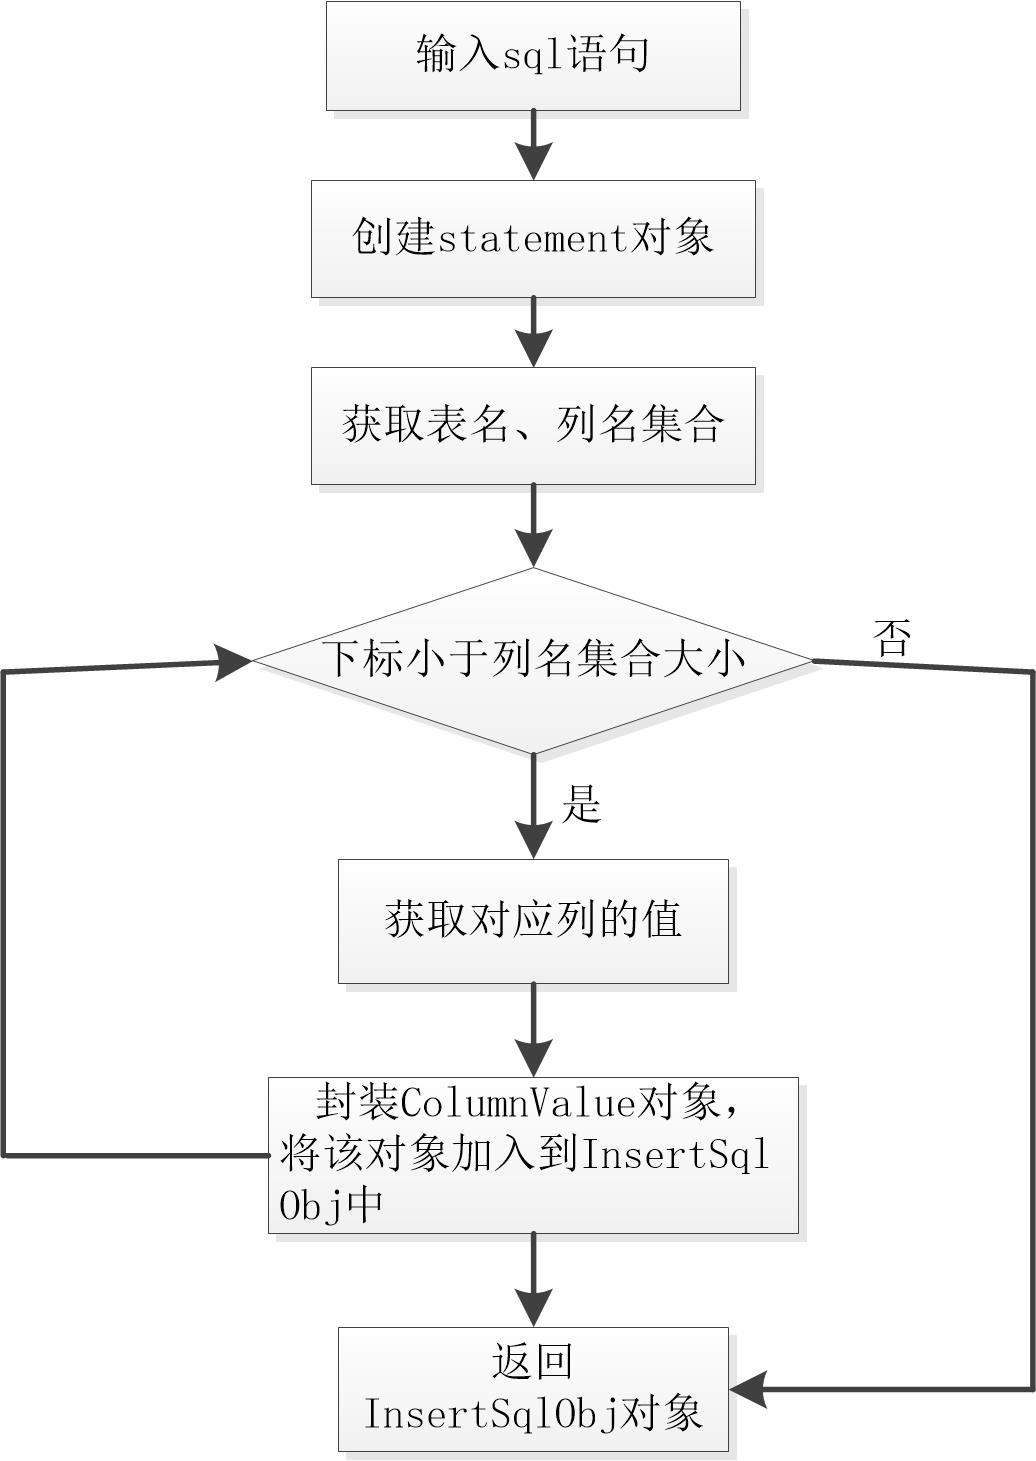 输入sql语句
创建statement对象
获取表名、列名集合
下标小于列名集合大小
否
是
获取对应列的值
封装ColumnValue对象，
将该对象加入到InsertSql
Obj中
返回
InsertSqlObj对象